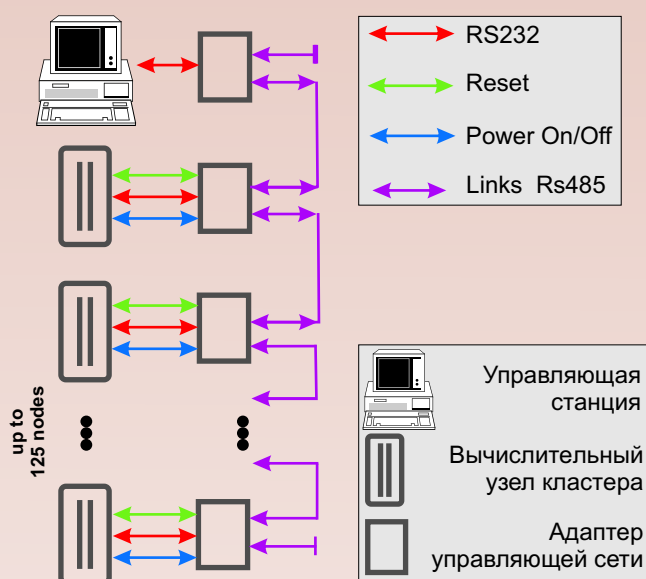 RS232
Reset
Power On/Off
Links Rs485
up to
125 nodes
Управляющая
станция
Вычислительный
узел кластера
Адаптер
управляющей сети